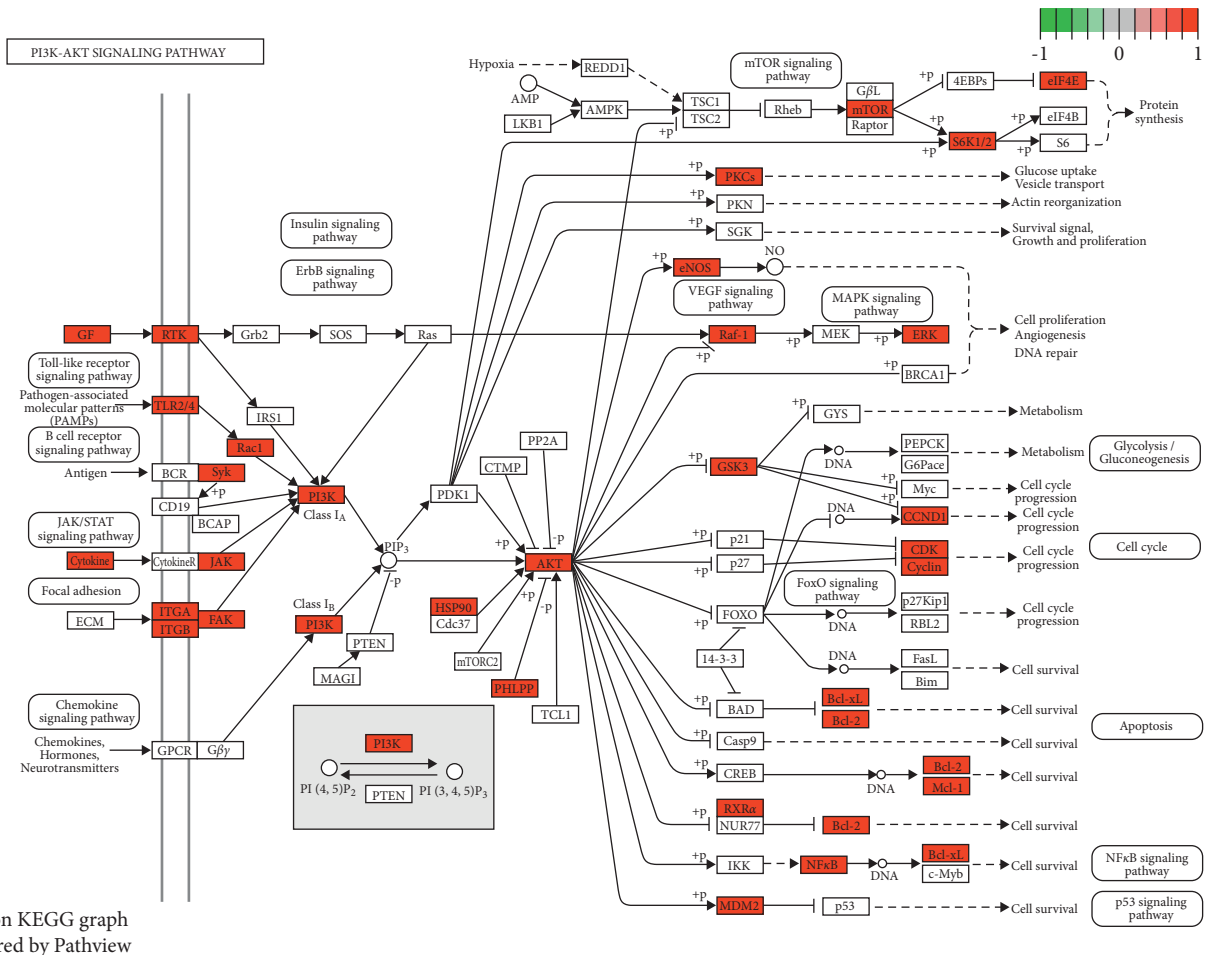 PI3K-AKT SIGNALING PATHWAY
-1 0 1
Hypoxia
REDD1
mTOR signaling
pathway
AMP
AMPK
LKB1
TSC1
TSC2
+p
Rheb
GβL
mTOR
Raptor
+p
4EBPs
eIF4E
+p
+p
S6K1/2
+p
eIF4B
+p
S6
Protein
synthesis
+p
PKCs
Glucose uptake
Vesicle transport
+p
PKN
Actin reorganization
+p
SGK
Survival signal,
Growth and proliferation
Insulin signaling
pathway
ErbB signaling
pathway
+p
eNOS
NO
VEGF signaling
pathway
MAPK signaling
pathway
GF
RTK
Grb2
SOS
Ras
Raf-1
+p
+p
MEK
+p
ERK
Cell proliferation
Angiogenesis
DNA repair
+p
BRCA1
Toll-like receptor
signaling pathway
Pathogen-associated
molecular patterns
(PAMPs)
TLR2/4
IRS1
Rac1
B cell receptor
signaling pathway
Antigen
BCR
Syk
+p
CD19
BCAP
PI3K
Class IA
PDK1
CTMP
PP2A
+p
GYS
Metabolism
+p
GSK3
DNA
PEPCK
G6Pace
Metabolism
Glycolysis /
Gluconeogenesis
+p
Myc
Cell cycle
progression
+p
DNA
CCND1
Cell cycle
progression
JAK/STAT
signaling pathway
Cytokine
CytokineR
JAK
PIP3
-p
+p
-p
AKT
+p
p21
+p
p27
CDK
Cyclin
Cell cycle
progression
Cell cycle
Focal adhesion
ECM
ITGA
ITGB
FAK
Class IB
PI3K
PTEN
MAGI
HSP90
Cdc37
+p
-p
mTORC2
PHLPP
TCL1
FoxO signaling
pathway
+p
FOXO
DNA
p27Kip1
RBL2
Cell cycle
progression
14-3-3
DNA
FasL
Bim
Cell survival
Chemokine
signaling pathway
Chemokines,
Hormones,
Neurotransmitters
GPCR
Gβγ
PI3K
PI (4, 5)P2
PTEN
PI (3, 4, 5)P3
+p
BAD
Bcl-xL
Bcl-2
Cell survival
+p
Casp9
Cell survival
Apoptosis
+p
CREB
DNA
Bcl-2
Mcl-1
Cell survival
+p
RXRα
NUR77
Bcl-2
Cell survival
+p
IKK
NFκB
DNA
Bcl-xL
c-Myb
Cell survival
NFκB signaling
pathway
+p
MDM2
p53
Cell survival
p53 signaling
pathway
on KEGG graph
red by Pathview